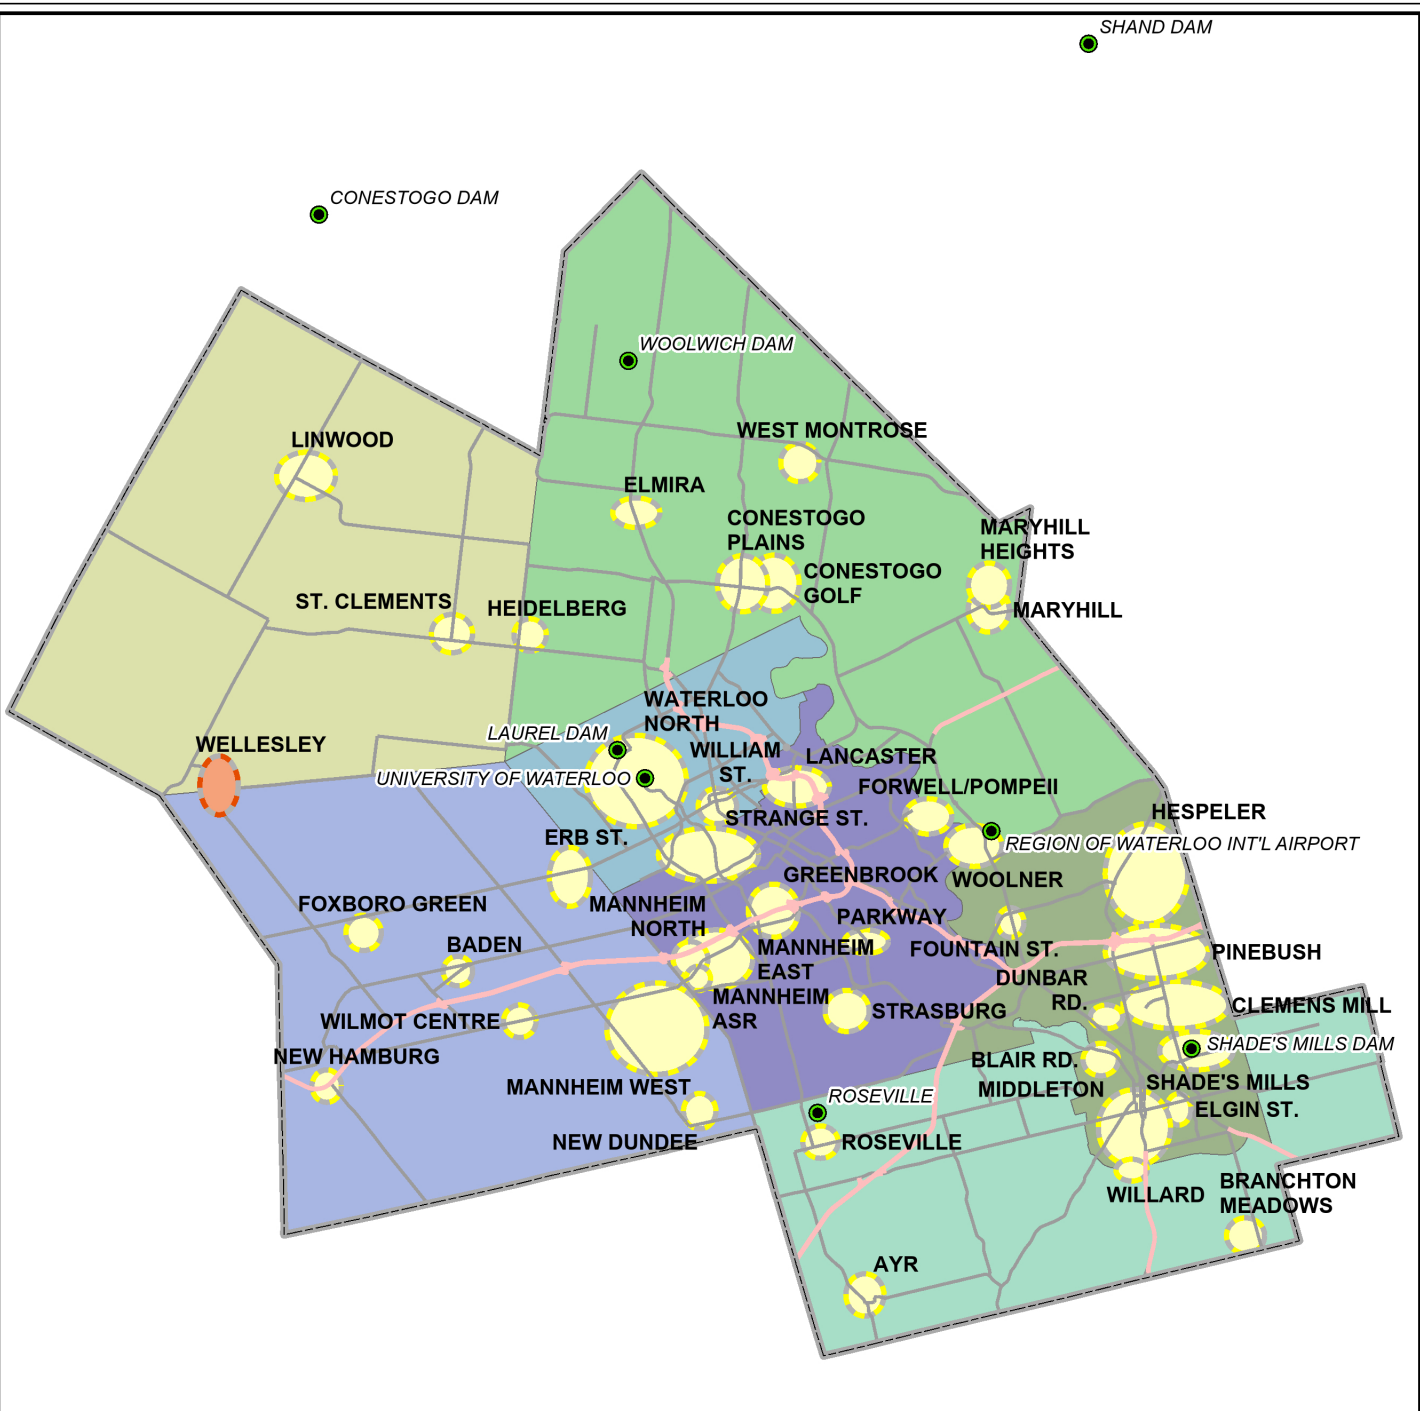 SHAND DAM
CONESTOGO DAM
WOOLWICH DAM
WEST MONTROSE
LINWOOD
ELMIRA
CONESTOGO
PLAINS
MARYHILL
HEIGHTS
CONESTOGO
GOLF
ST. CLEMENTS
HEIDELBERG
MARYHILL
WATERLOO
NORTH
LAUREL DAM
WELLESLEY
WILLIAM
ST.
LANCASTER
UNIVERSITY OF WATERLOO
FORWELL/POMPEII
STRANGE ST.
HESPELER
ERB ST.
REGION OF WATERLOO INT'L AIRPORT
GREENBROOK
WOOLNER
FOXBORO GREEN
MANNHEIM
NORTH
PARKWAY
BADEN
MANNHEIM
EAST
FOUNTAIN ST.
PINEBUSH
DUNBAR
RD.
MANNHEIM
ASR
STRASBURG
CLEMENS MILL
WILMOT CENTRE
SHADE'S MILLS DAM
NEW HAMBURG
BLAIR RD.
MANNHEIM WEST
MIDDLETON
SHADE'S MILLS
ROSEVILLE
ELGIN ST.
NEW DUNDEE
ROSEVILLE
WILLARD
BRANCHTON
MEADOWS
AYR